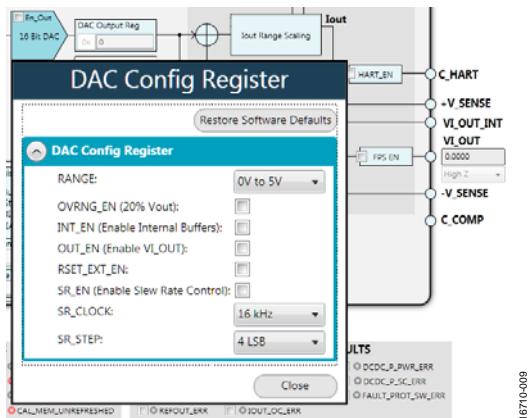 En_Out
16 Bit DAC
DAC Output Reg
0x 0
Iout Range Scaling
Iout
DAC Config Register
Restore Software Defaults
DAC Config Register
RANGE:
0V to 5V
OVRNG_EN (20% Vout):
INT_EN (Enable Internal Buffers):
OUT_EN (Enable VI_OUT):
RSET_EXT_EN:
SR_EN (Enable Slew Rate Control):
SR_CLOCK:
16 kHz
SR_STEP:
4 LSB
Close
HART_EN
C_HART
+V_SENSE
VI_OUT_INT
VI_OUT
FPS EN
0.0000
High Z
-V_SENSE
C_COMP
ULTS
DCDC_P_PWR_ERR
DCDC_P_SC_ERR
FAULT_PROT_SW_ERR
CAL_MEM_UNREFRESHED
REFOUT_ERR
IOUT_OC_ERR
16710-009